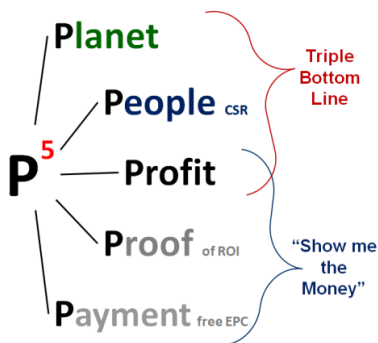 Planet
People CSR
P5
Profit
Proof of ROI
Payment free EPC
Triple
Bottom
Line
“Show me
the
Money”